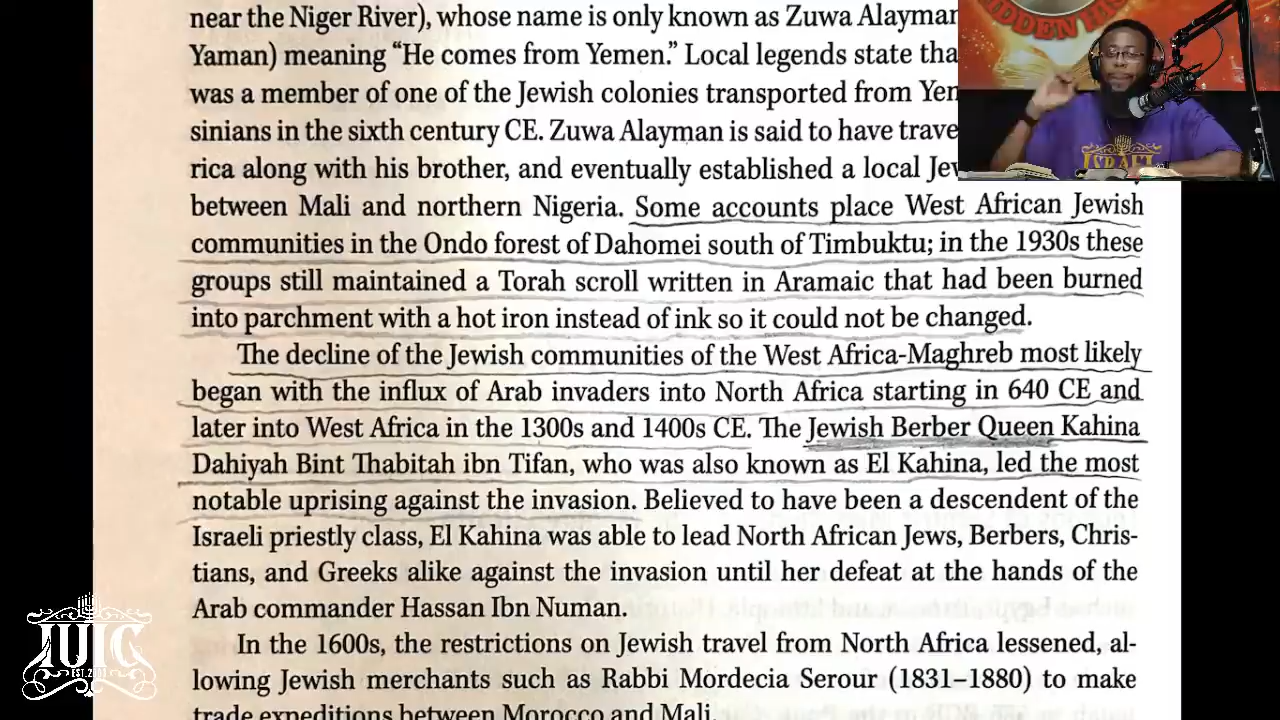 near the Niger River), whose name is only known as Zuwa Alayman
Yaman) meaning “He comes from Yemen.” Local legends state tha
was a member of one of the Jewish colonies transported from Yen
sinians in the sixth century CE. Zuwa Alayman is said to have trave
rica along with his brother, and eventually established a local Jew
between Mali and northern Nigeria. Some accounts place West African Jewish
communities in the Ondo forest of Dahomei south of Timbuktu; in the 1930s these
groups still maintained a Torah scroll written in Aramaic that had been burned
into parchment with a hot iron instead of ink so it could not be changed.
The decline of the Jewish communities of the West Africa-Maghreb most likely
began with the influx of Arab invaders into North Africa starting in 640 CE and
later into West Africa in the 1300s and 1400s CE. The Jewish Berber Queen Kahina
Dahiyah Bint Thabitah ibn Tifan, who was also known as El Kahina, led the most
notable uprising against the invasion. Believed to have been a descendent of the
Israeli priestly class, El Kahina was able to lead North African Jews, Berbers, Chris-
tians, and Greeks alike against the invasion until her defeat at the hands of the
Arab commander Hassan Ibn Numan.
In the 1600s, the restrictions on Jewish travel from North Africa lessened, al-
lowing Jewish merchants such as Rabbi Mordecia Serour (1831–1880) to make
trade expeditions between Morocco and Mali.
HIDDEN HIS
ISRAEL
IUIC
EST.2003